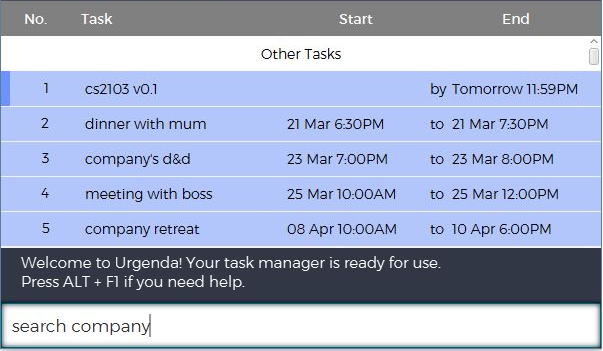 No. Task Start End
Other Tasks
1 cs2103 v0.1 by Tomorrow 11:59PM
2 dinner with mum 21 Mar 6:30PM to 21 Mar 7:30PM
3 company's d&d 23 Mar 7:00PM to 23 Mar 8:00PM
4 meeting with boss 25 Mar 10:00AM to 25 Mar 12:00PM
5 company retreat 08 Apr 10:00AM to 10 Apr 6:00PM
Welcome to Urgenda! Your task manager is ready for use.
Press ALT + F1 if you need help.
search company